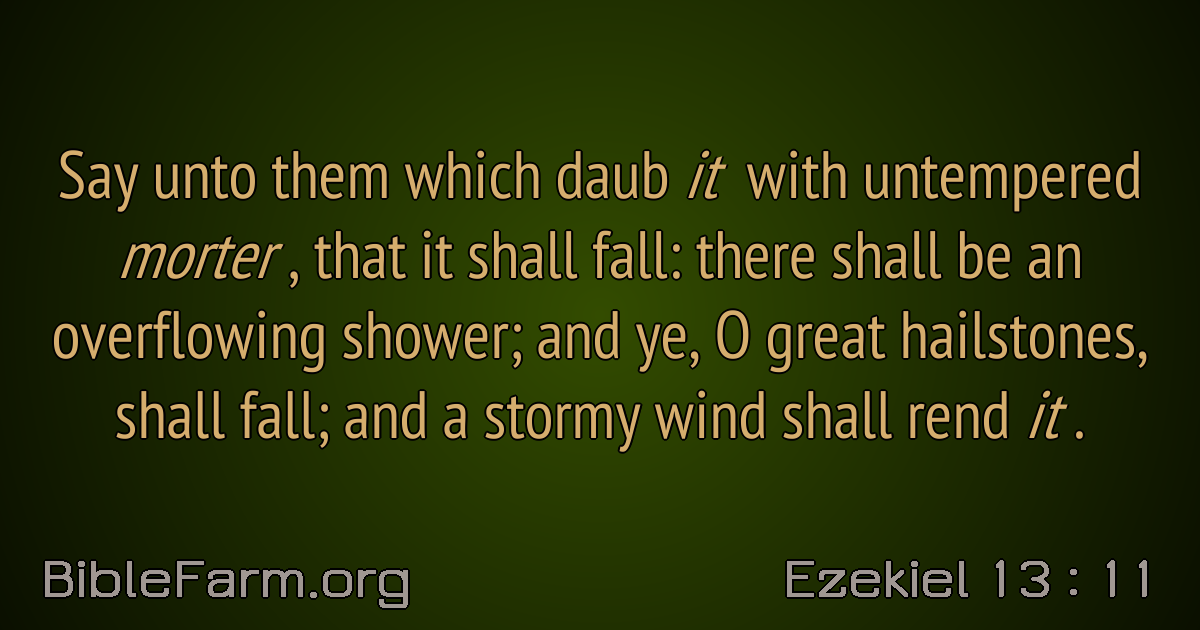 Say unto them which daub it with untempered
morter , that it shall fall: there shall be an
overflowing shower; and ye, O great hailstones,
shall fall; and a stormy wind shall rend it .
BibleFarm.org
Ezekiel 13 : 11